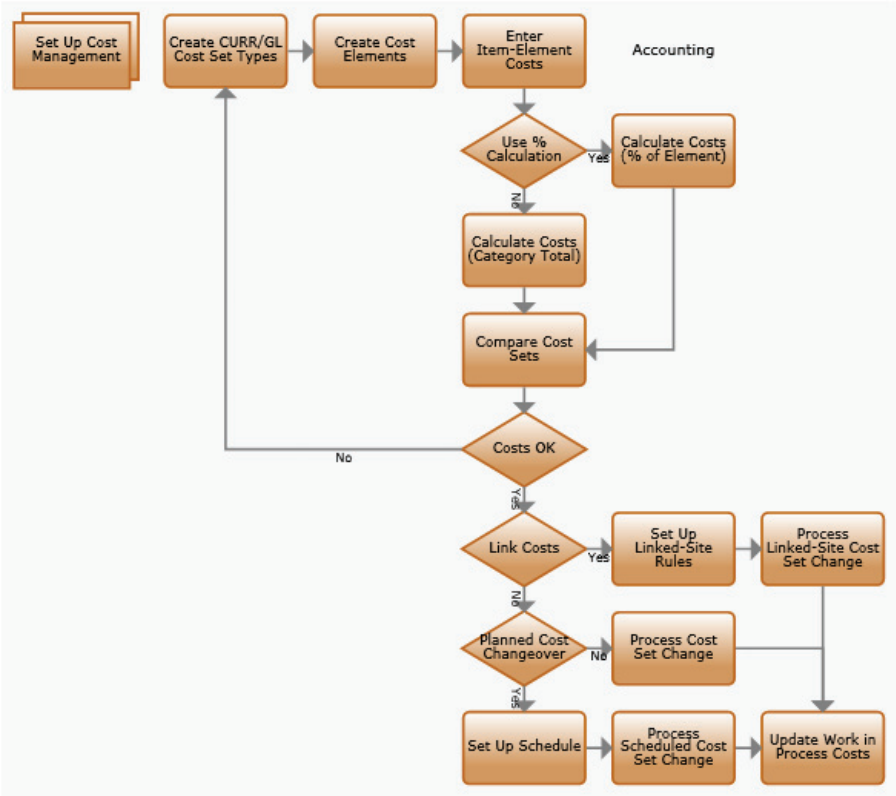 Set Up Cost
Management
Create CURR/GL
Cost Set Types
Create Cost
Elements
Enter
Item-Element
Costs
Accounting
Use %
Calculation
Yes
Calculate Costs
(% of Element)
No
Calculate Costs
(Category Total)
Compare Cost
Sets
Costs OK
No
Yes
Link Costs
Yes
Set Up
Linked-Site
Rules
Process
Linked-Site Cost
Set Change
No
Planned Cost
Changeover
No
Process Cost
Set Change
Yes
Set Up Schedule
Process
Scheduled Cost
Set Change
Update Work in
Process Costs